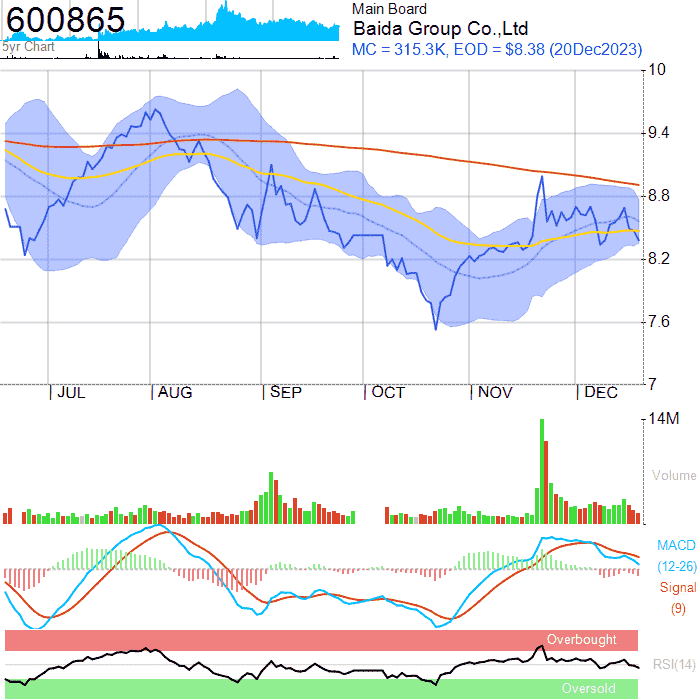 600865
5yr Chart
Main Board
Baida Group Co.,Ltd
MC = 315.3K, EOD = $8.38 (20Dec2023)
10
9.4
8.8
8.2
7.6
7
JUL AUG SEP OCT NOV DEC
14M
Volume
MACD
(12-26)
Signal
(9)
Overbought
RSI(14)
Oversold